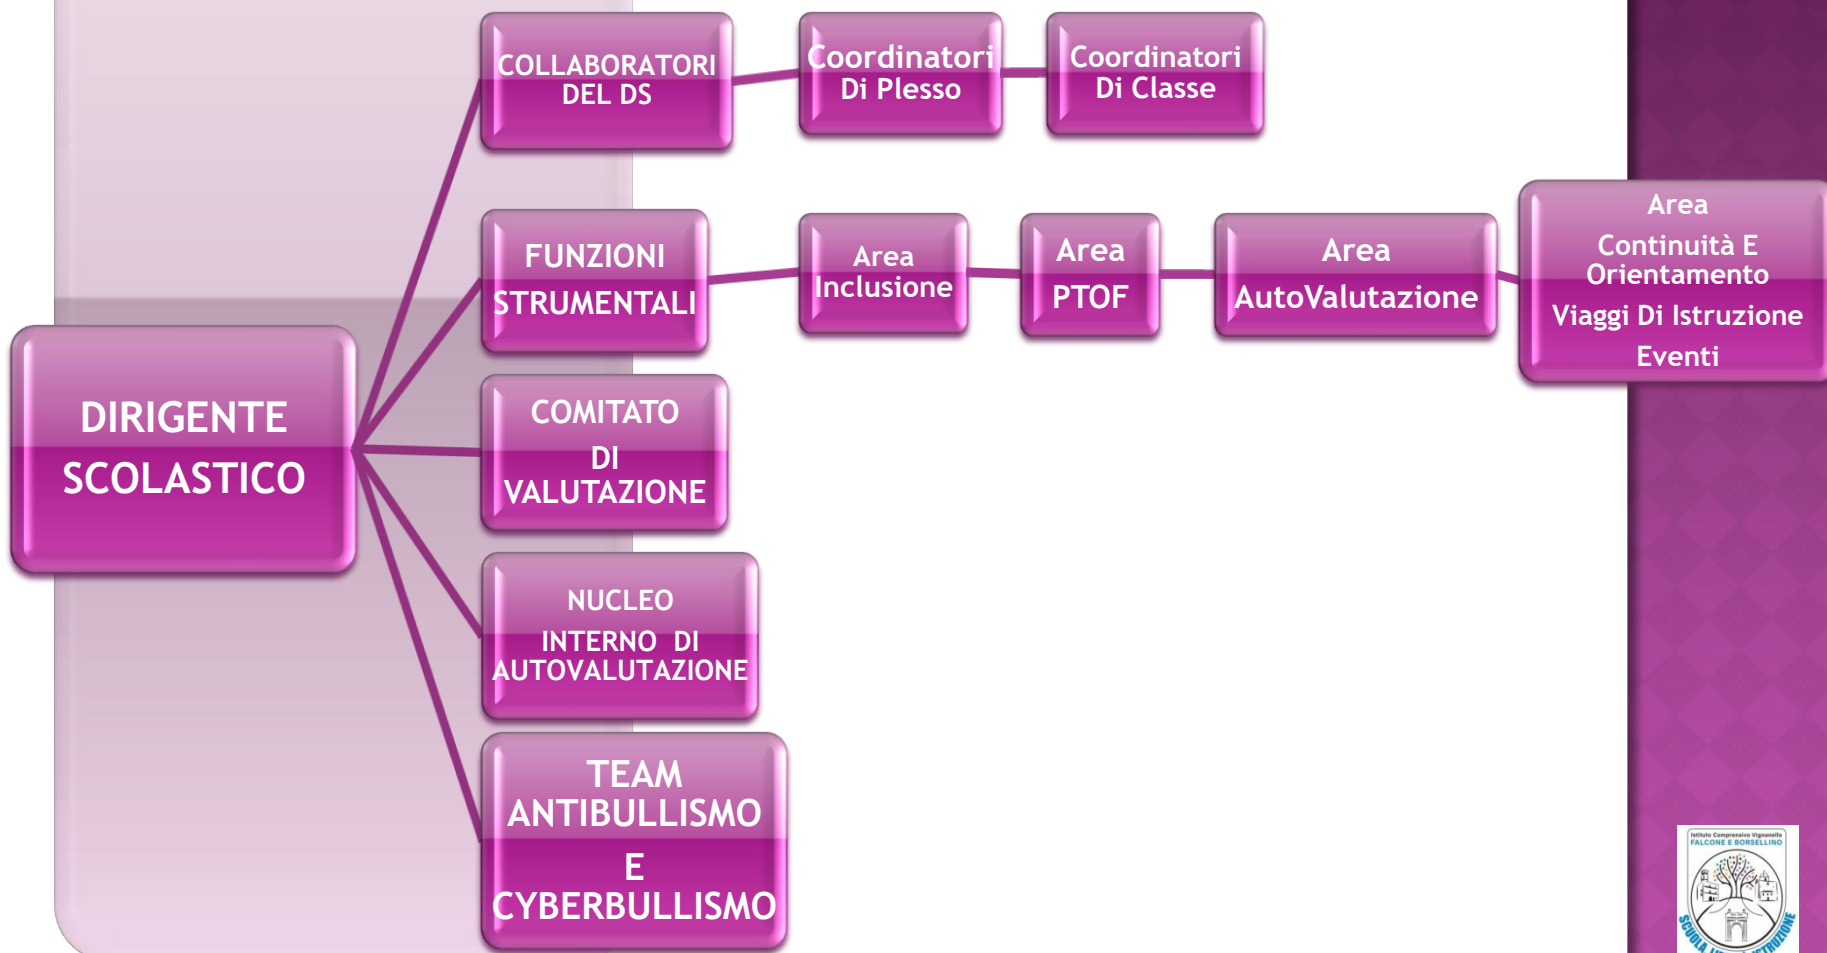 COLLABORATORI
DEL DS
Coordinatori
Di Plesso
Coordinatori
Di Classe
FUNZIONI
STRUMENTALI
Area
Inclusione
Area
PTOF
Area
AutoValutazione
Area
Continuità E
Orientamento
Viaggi Di Istruzione
Eventi
DIRIGENTE
SCOLASTICO
COMITATO
DI
VALUTAZIONE
NUCLEO
INTERNO DI
AUTOVALUTAZIONE
TEAM
ANTIBULLISMO
E
CYBERBULLISMO
Istituto Comprensivo Vignanello
FALCONE E BORSELLINO
SCUOLA